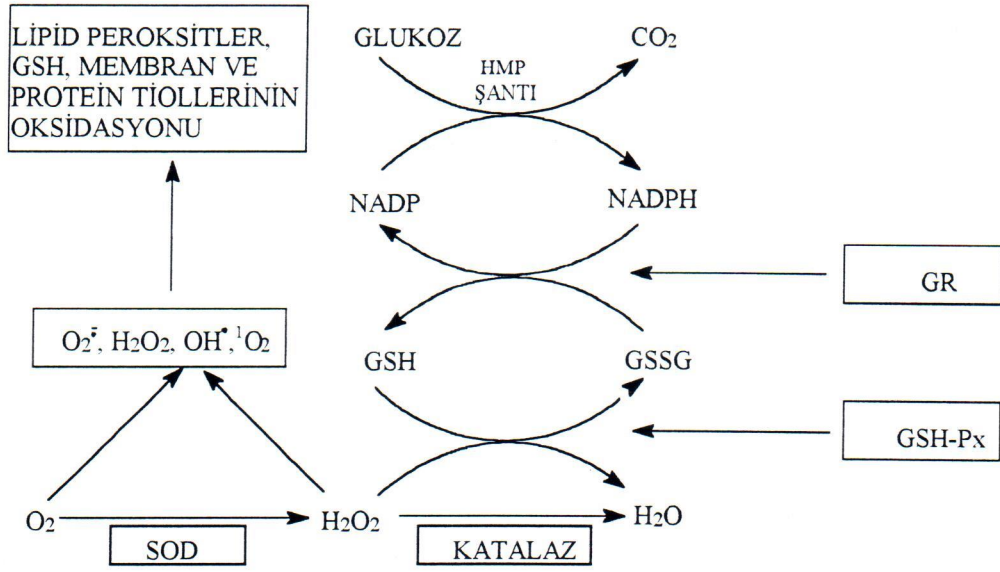 LİPİD PEROKSİTLER,
GSH, MEMBRAN VE
PROTEİN TİOLLERİNİN
OKSİDASYONU
GLUKOZ
CO₂
HMP
ŞANTI
NADP
NADPH
GR
O₂•̄, H₂O₂, OH•, ¹O₂
GSH
GSSG
GSH-Px
O₂
H₂O₂
H₂O
SOD
KATALAZ